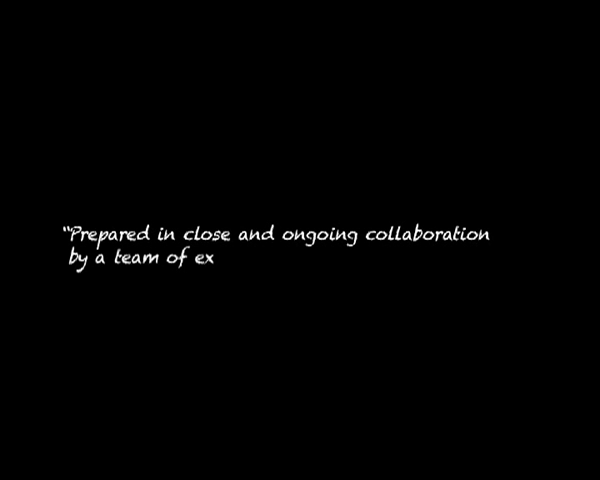 “Prepared in close and ongoing collaboration
by a team of ex